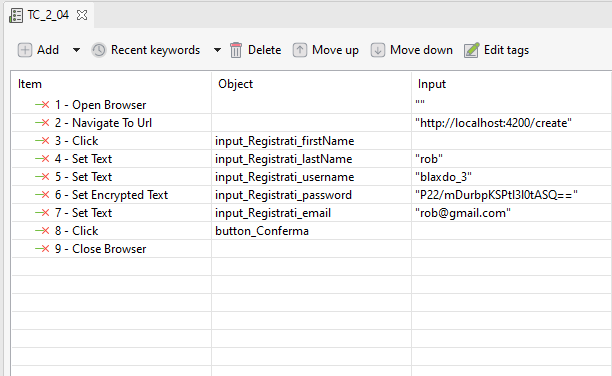 TC_2_04
Add Recent keywords Delete Move up Move down Edit tags
Item Object Input
1 - Open Browser ""
2 - Navigate To Url "http://localhost:4200/create"
3 - Click input_Registrati_firstName
4 - Set Text input_Registrati_lastName "rob"
5 - Set Text input_Registrati_username "blaxdo_3"
6 - Set Encrypted Text input_Registrati_password "P22/mDurbpKSPtI3l0tASQ=="
7 - Set Text input_Registrati_email "rob@gmail.com"
8 - Click button_Conferma
9 - Close Browser